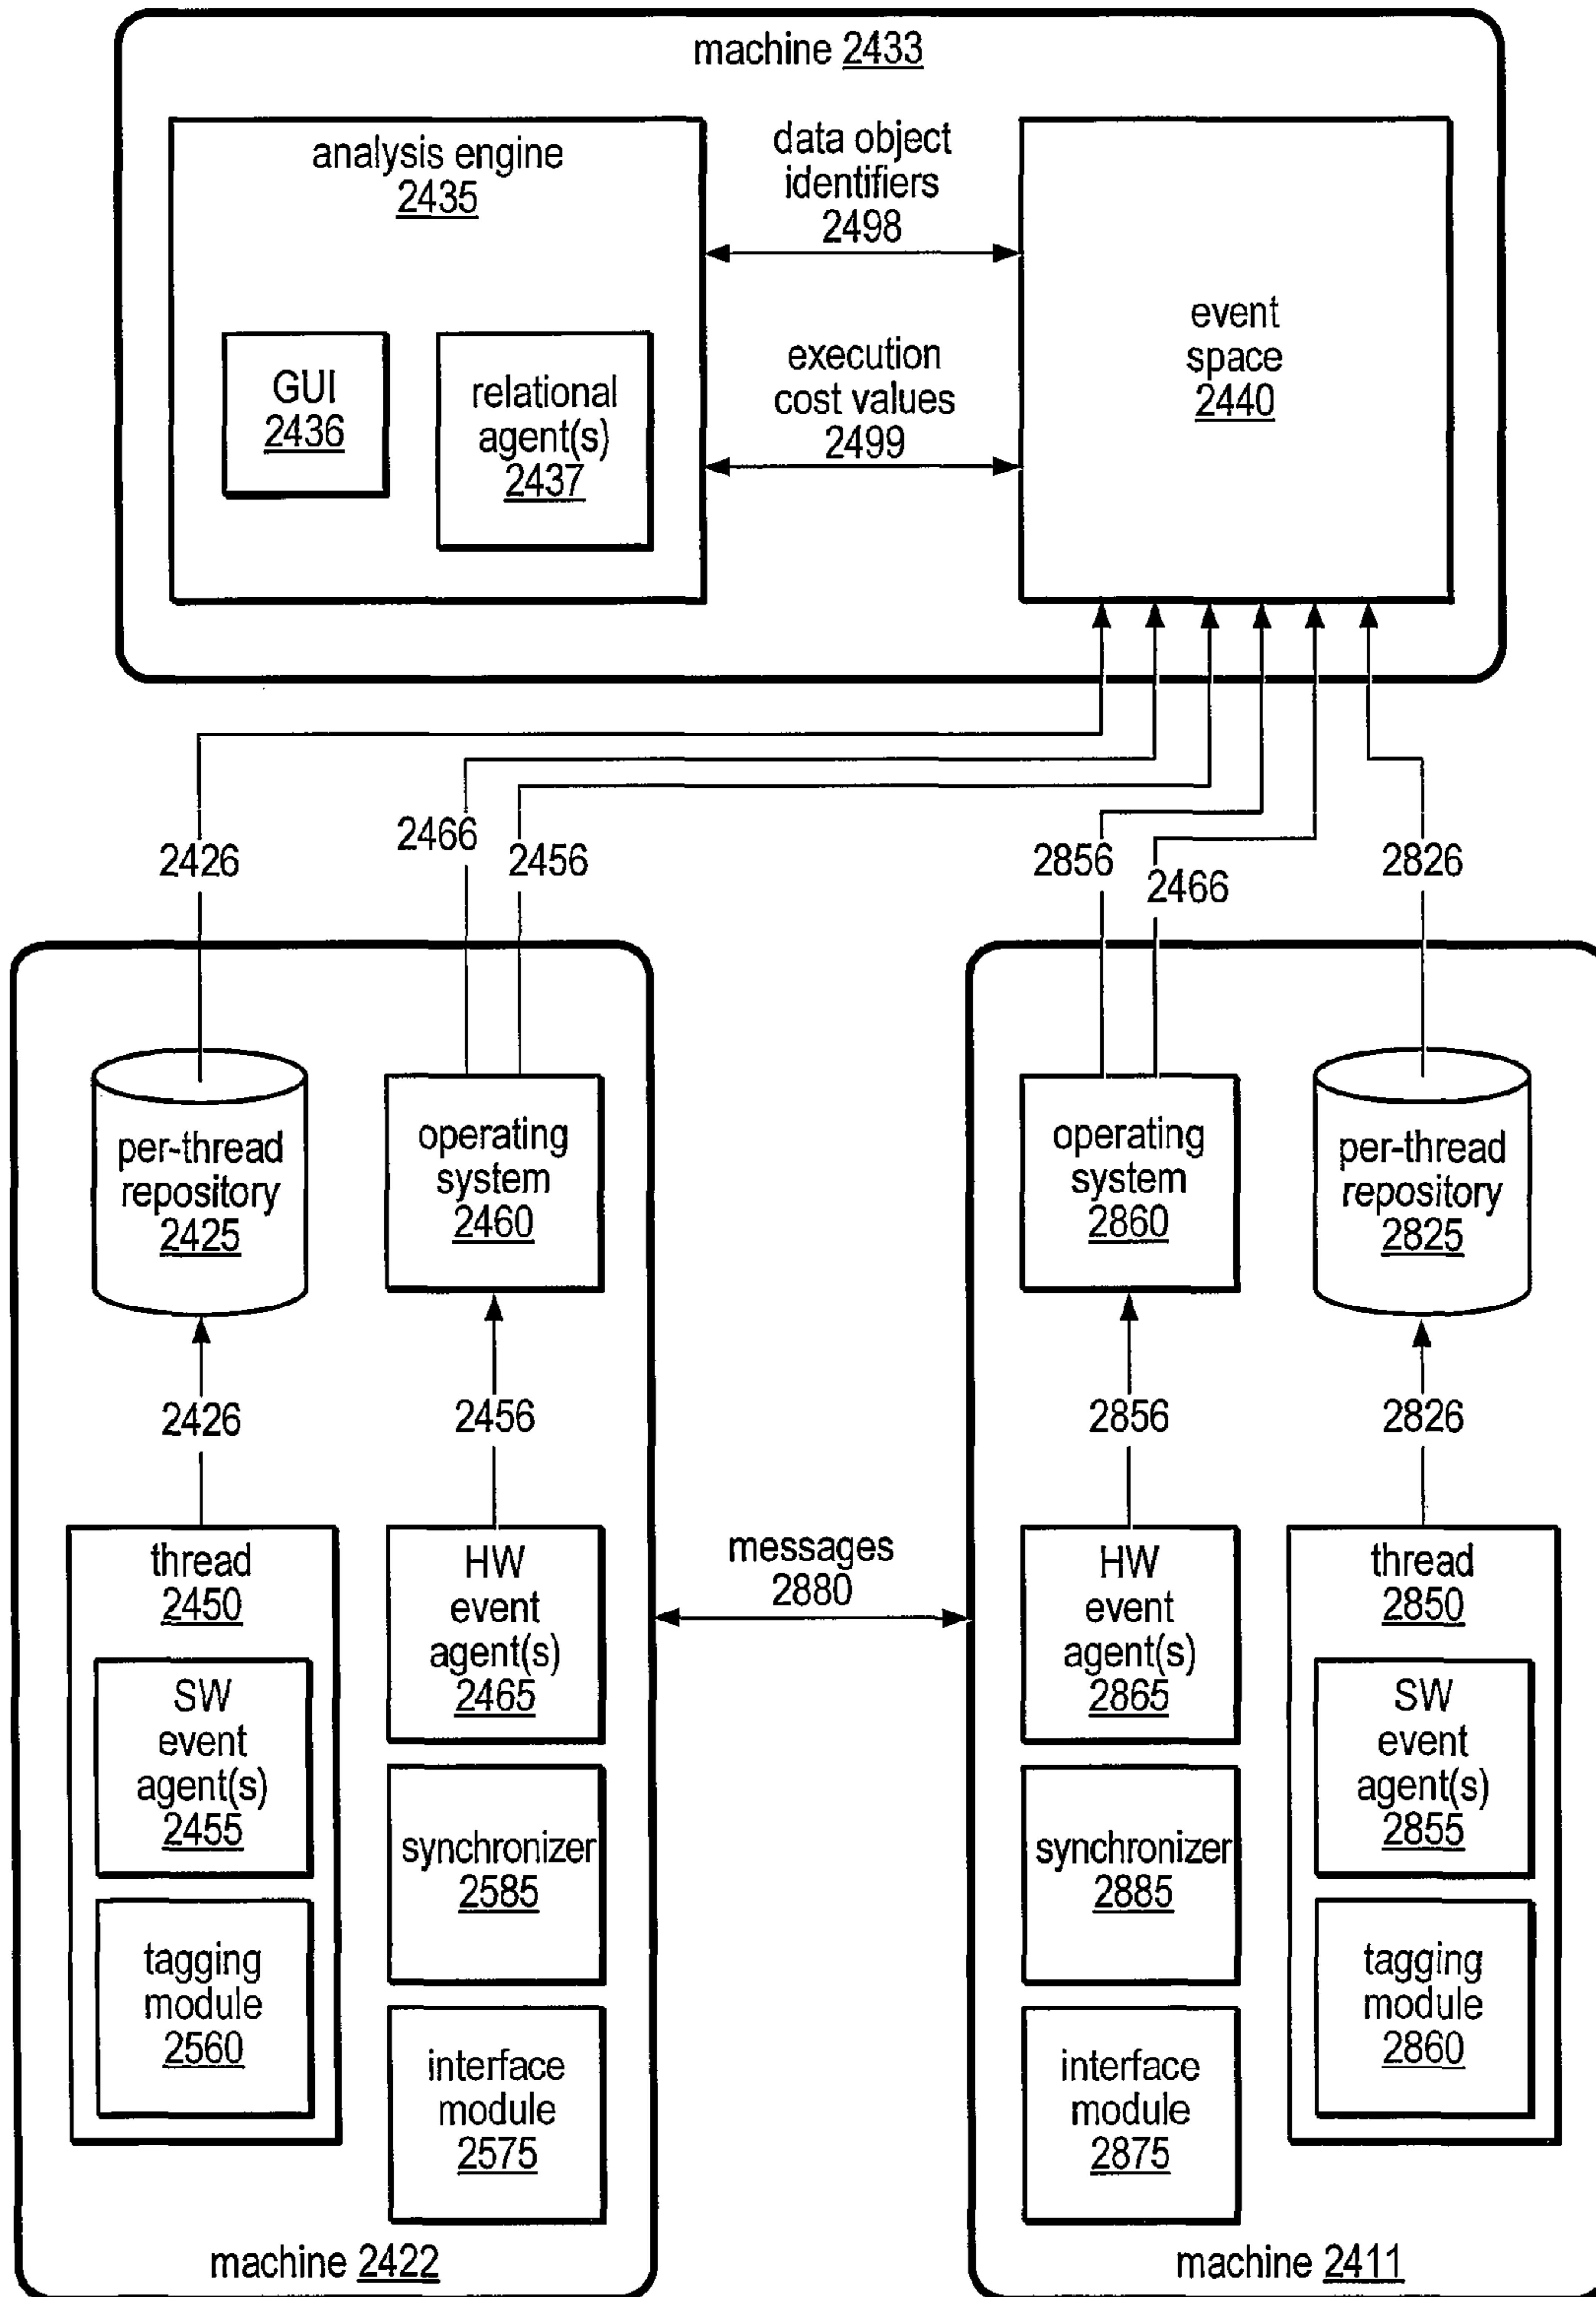 machine 2433
analysis engine
2435
data object
identifiers
2498
GUI
2436
relational
agent(s)
2437
execution
cost values
2499
event
space
2440
2426
2466
2456
2856
2466
2826
per-thread
repository
2425
operating
system
2460
operating
system
2860
per-thread
repository
2825
2426
2456
2856
2826
thread
2450
SW
event
agent(s)
2455
tagging
module
2560
HW
event
agent(s)
2465
synchronizer
2585
interface
module
2575
machine 2422
messages
2880
HW
event
agent(s)
2865
synchronizer
2885
interface
module
2875
thread
2850
SW
event
agent(s)
2855
tagging
module
2860
machine 2411